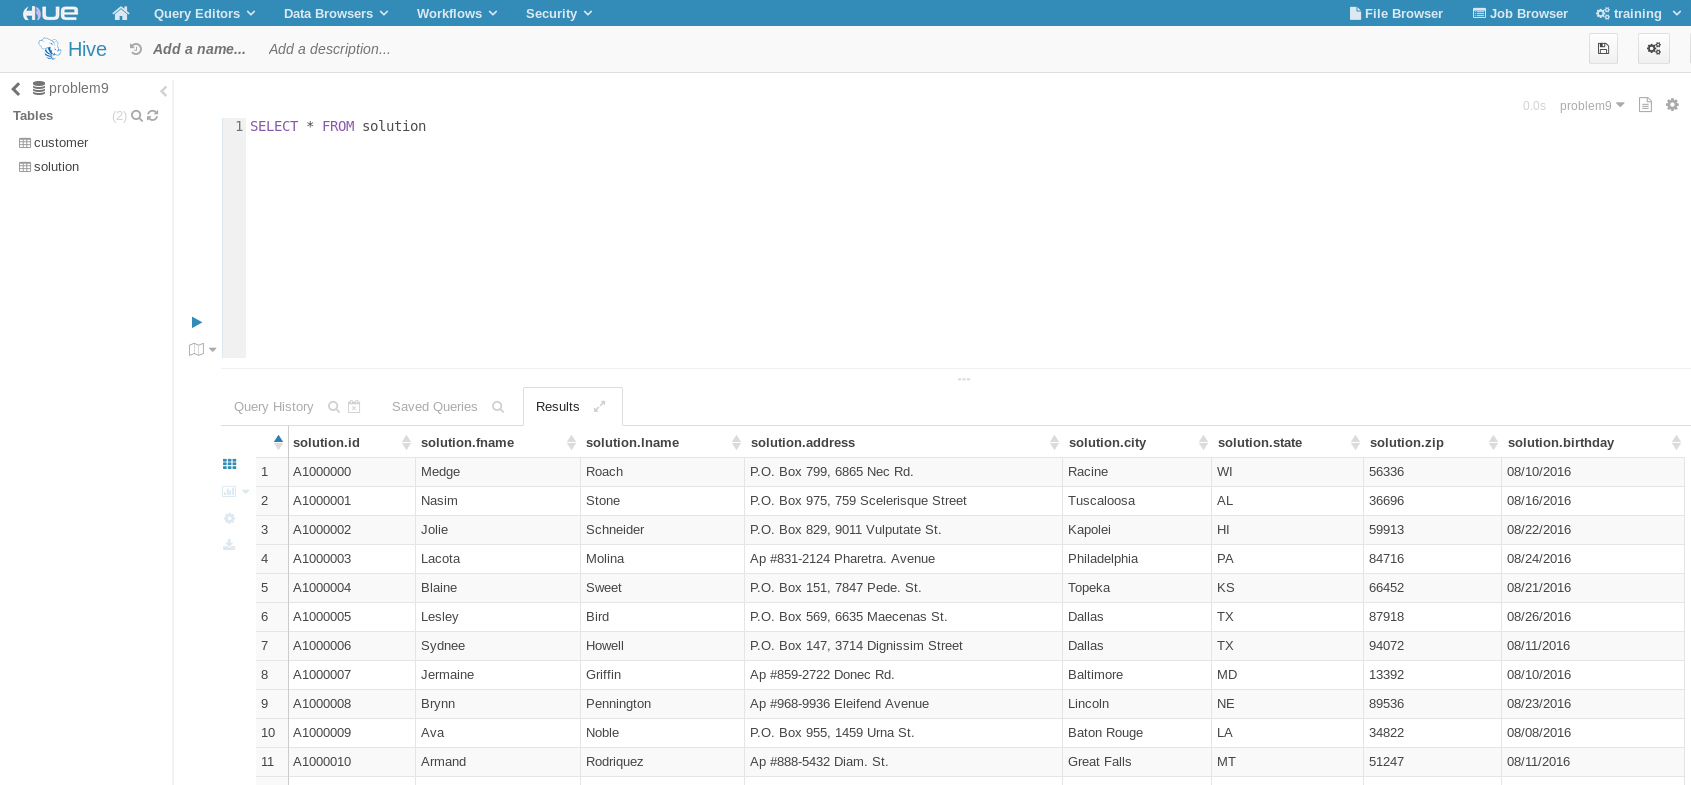 HUE Query Editors Data Browsers Workflows Security File Browser Job Browser training
Hive Add a name... Add a description...
problem9
Tables (2)
customer
solution
0.0s problem9
1 SELECT * FROM solution
Query History Saved Queries Results
solution.id solution.fname solution.lname solution.address solution.city solution.state solution.zip solution.birthday
1 A1000000 Medge Roach P.O. Box 799, 6865 Nec Rd. Racine WI 56336 08/10/2016
2 A1000001 Nasim Stone P.O. Box 975, 759 Scelerisque Street Tuscaloosa AL 36696 08/16/2016
3 A1000002 Jolie Schneider P.O. Box 829, 9011 Vulputate St. Kapolei HI 59913 08/22/2016
4 A1000003 Lacota Molina Ap #831-2124 Pharetra. Avenue Philadelphia PA 84716 08/24/2016
5 A1000004 Blaine Sweet P.O. Box 151, 7847 Pede. St. Topeka KS 66452 08/21/2016
6 A1000005 Lesley Bird P.O. Box 569, 6635 Maecenas St. Dallas TX 87918 08/26/2016
7 A1000006 Sydnee Howell P.O. Box 147, 3714 Dignissim Street Dallas TX 94072 08/11/2016
8 A1000007 Jermaine Griffin Ap #859-2722 Donec Rd. Baltimore MD 13392 08/10/2016
9 A1000008 Brynn Pennington Ap #968-9936 Eleifend Avenue Lincoln NE 89536 08/23/2016
10 A1000009 Ava Noble P.O. Box 955, 1459 Urna St. Baton Rouge LA 34822 08/08/2016
11 A1000010 Armand Rodriquez Ap #888-5432 Diam. St. Great Falls MT 51247 08/11/2016